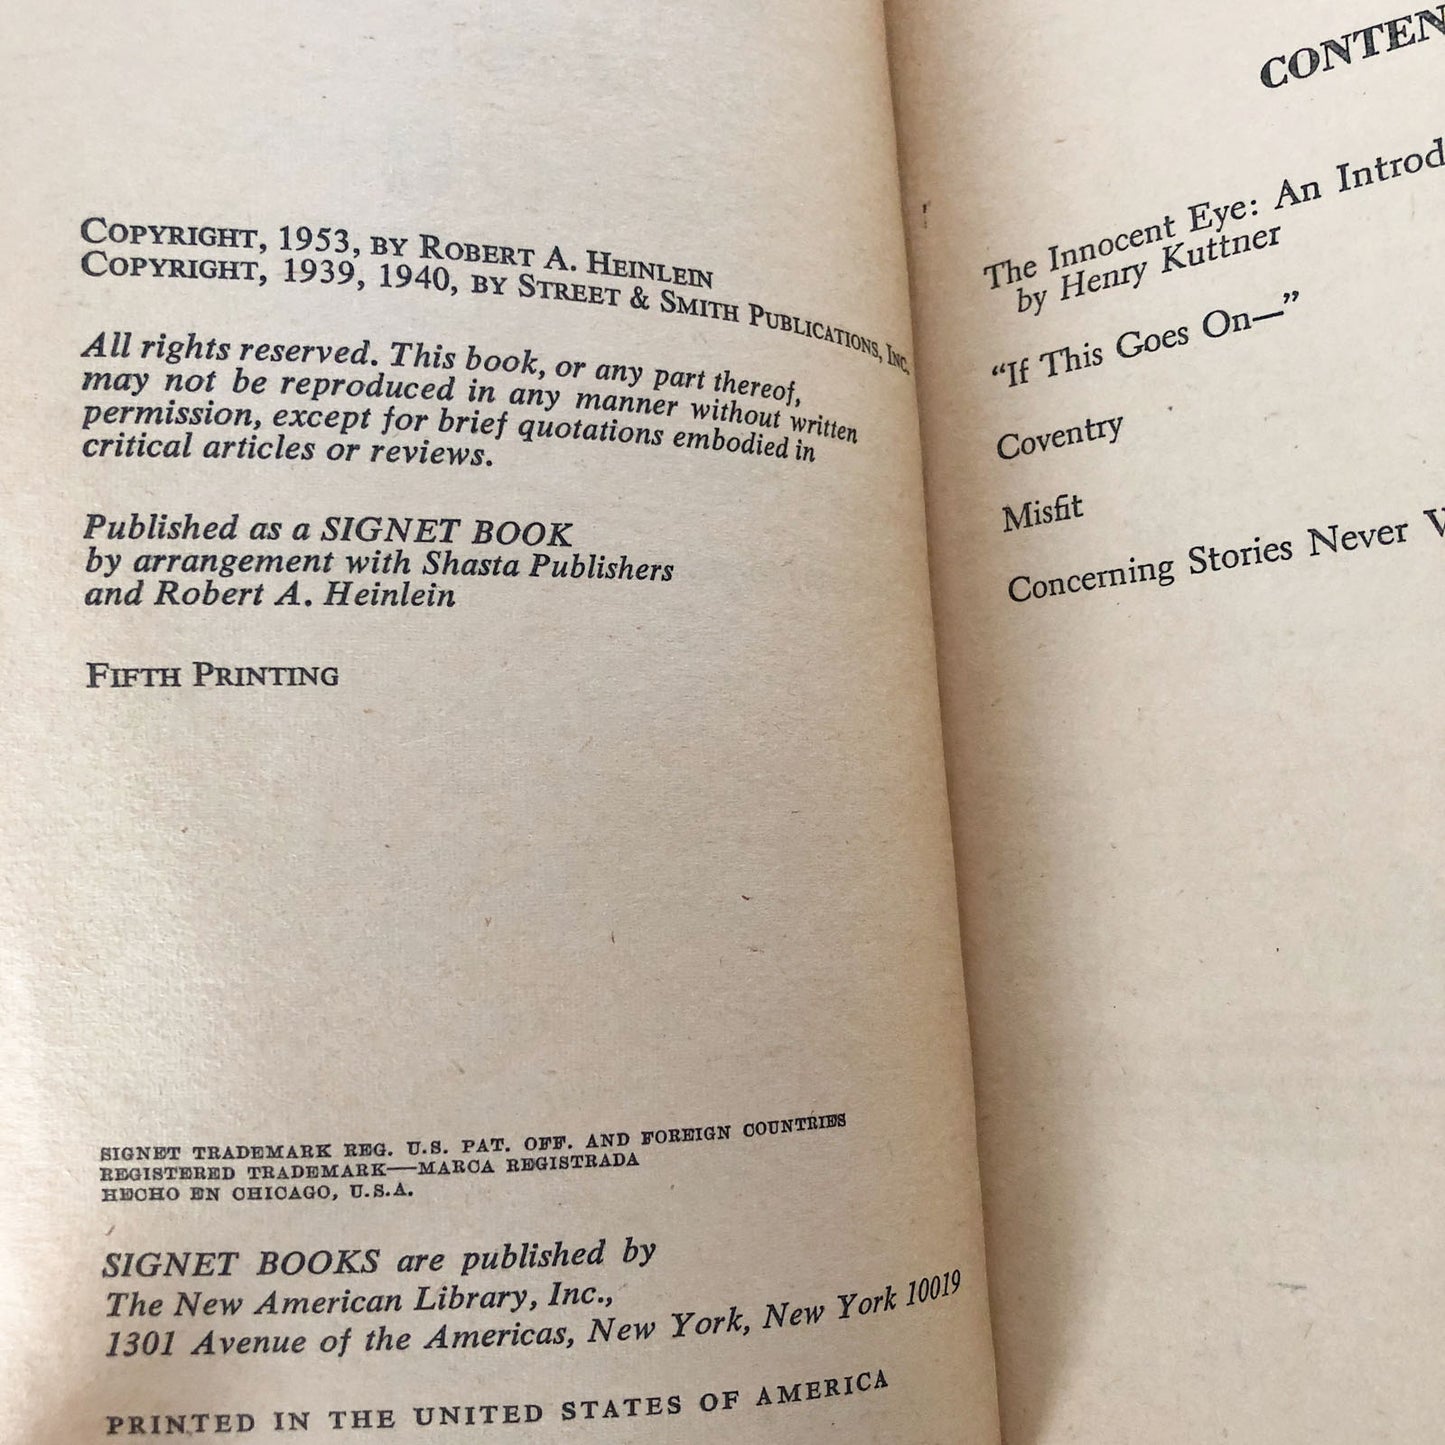 COPYRIGHT, 1953, BY ROBERT A. HEINLEIN
COPYRIGHT, 1939, 1940, BY STREET & SMITH PUBLICATIONS, INC.
All rights reserved. This book, or any part thereof,
may not be reproduced in any manner without written
permission, except for brief quotations embodied in
critical articles or reviews.
Published as a SIGNET BOOK
by arrangement with Shasta Publishers
and Robert A. Heinlein
FIFTH PRINTING
SIGNET TRADEMARK REG. U.S. PAT. OFF. AND FOREIGN COUNTRIES
REGISTERED TRADEMARK—MARCA REGISTRADA
HECHO EN CHICAGO, U.S.A.
SIGNET BOOKS are published by
The New American Library, Inc.,
1301 Avenue of the Americas, New York, New York 10019
PRINTED IN THE UNITED STATES OF AMERICA
CONTEN
The Innocent Eye: An Introd
by Henry Kuttner
“If This Goes On—”
Coventry
Misfit
Concerning Stories Never